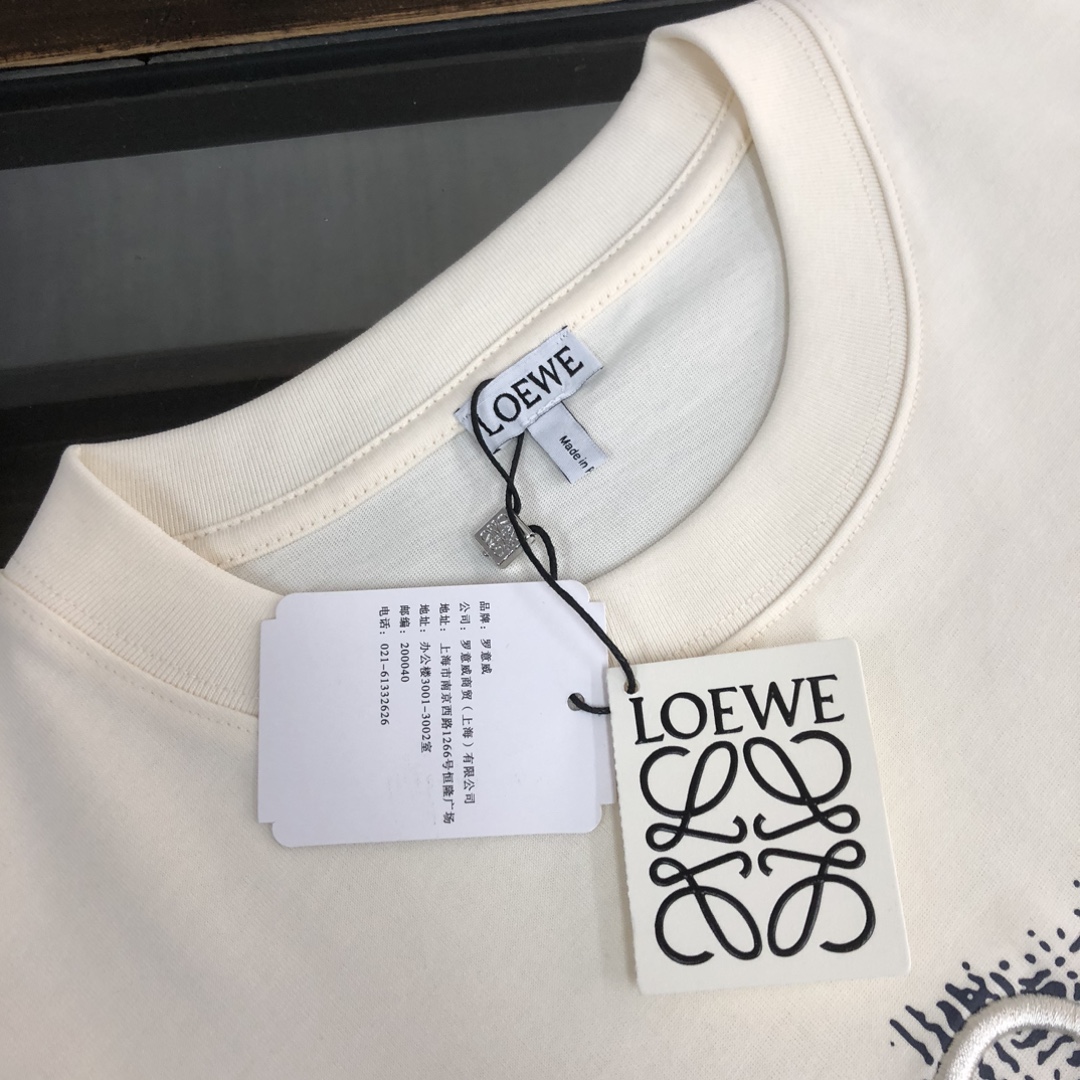 LOEWE
Made in P
品牌: 罗意威
公司: 罗意威商贸(上海)有限公司
地址: 上海市南京西路1266号恒隆广场
地址: 办公楼3001-3002室
邮编: 200040
电话: 021-61332626
LOEWE